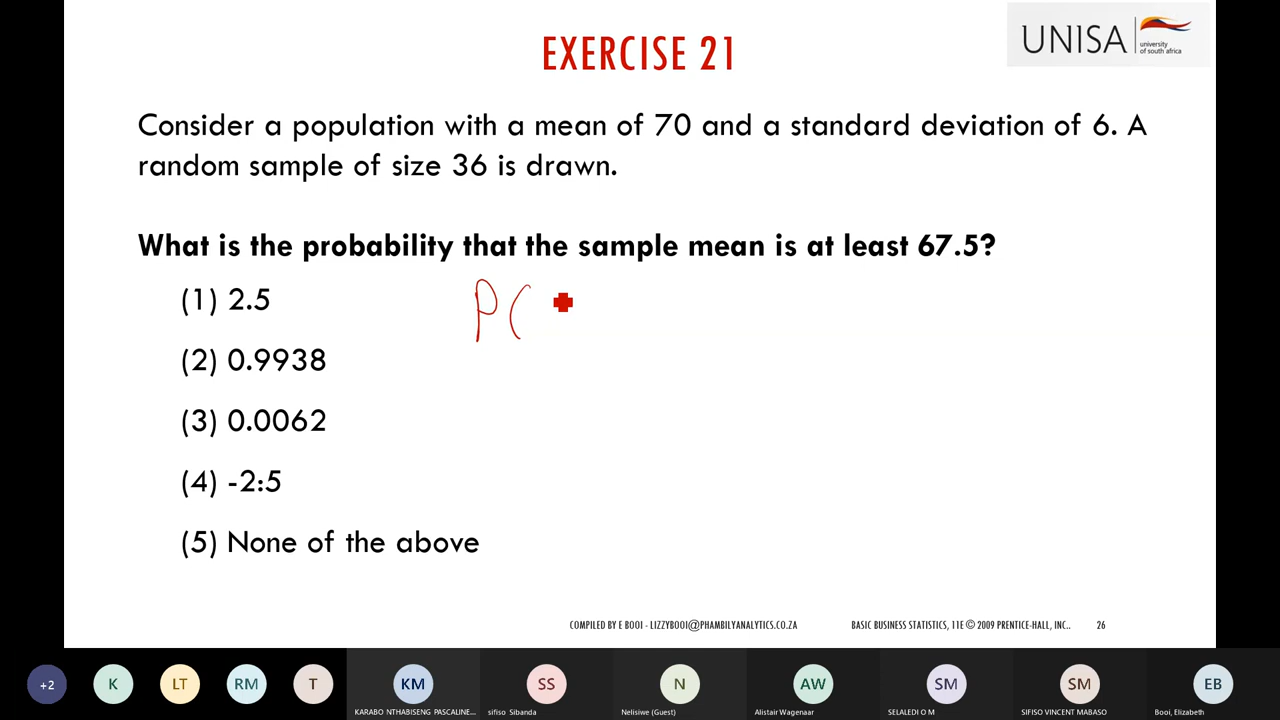 EXERCISE 21
UNISA | university of south africa
Consider a population with a mean of 70 and a standard deviation of 6. A
random sample of size 36 is drawn.
What is the probability that the sample mean is at least 67.5?
(1) 2.5
P(
(2) 0.9938
(3) 0.0062
(4) -2:5
(5) None of the above
COMPILED BY E BOOI - LIZZYBOOI@PHAMBILYANALYTICS.CO.ZA
BASIC BUSINESS STATISTICS, 11E © 2009 PRENTICE-HALL, INC..
26
+2
K
LT
RM
T
KM
SS
N
AW
SM
SM
EB
KARABO NTHABISENG PASCALINE...
sifiso Sibanda
Nelisiwe (Guest)
Alistair Wagenaar
SELALEDI O M
SIFISO VINCENT MABASO
Booi, Elizabeth